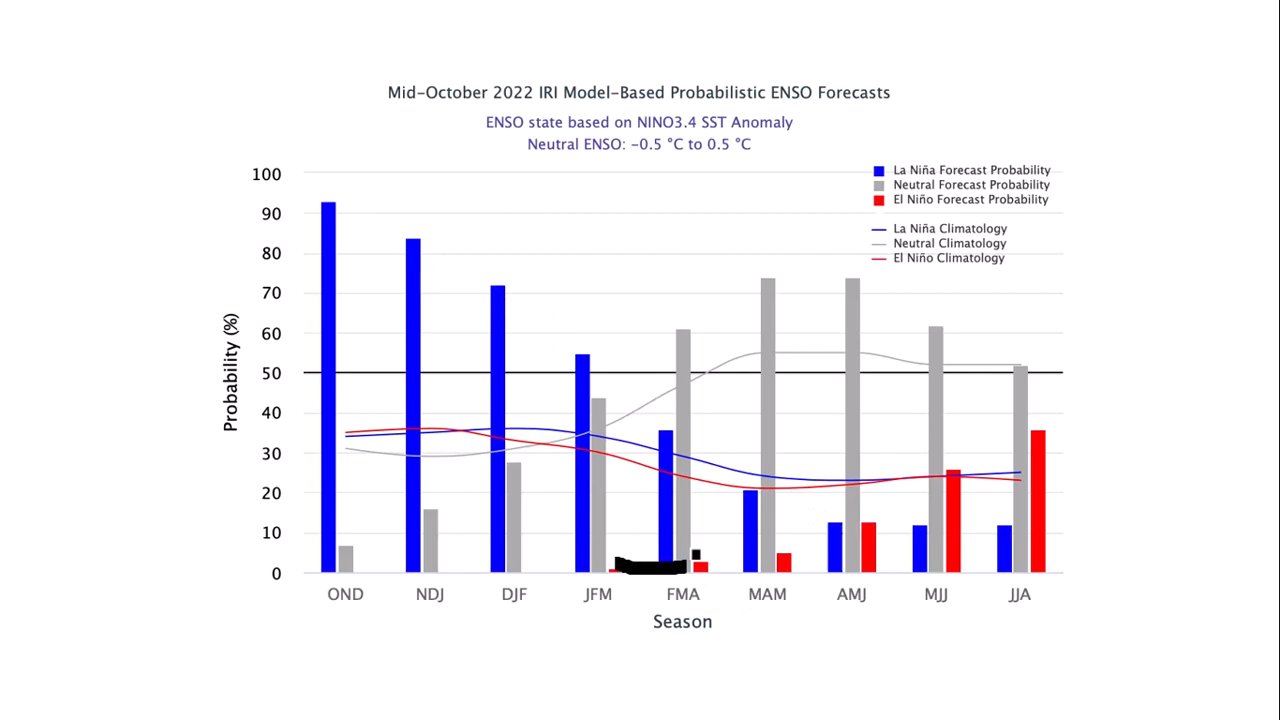 Mid-October 2022 IRI Model-Based Probabilistic ENSO Forecasts
ENSO state based on NINO3.4 SST Anomaly
Neutral ENSO: -0.5 °C to 0.5 °C
La Niña Forecast Probability
Neutral Forecast Probability
El Niño Forecast Probability
La Niña Climatology
Neutral Climatology
El Niño Climatology
Probability (%)
100
90
80
70
60
50
40
30
20
10
0
OND NDJ DJF JFM FMA MAM AMJ MJJ JJA
Season